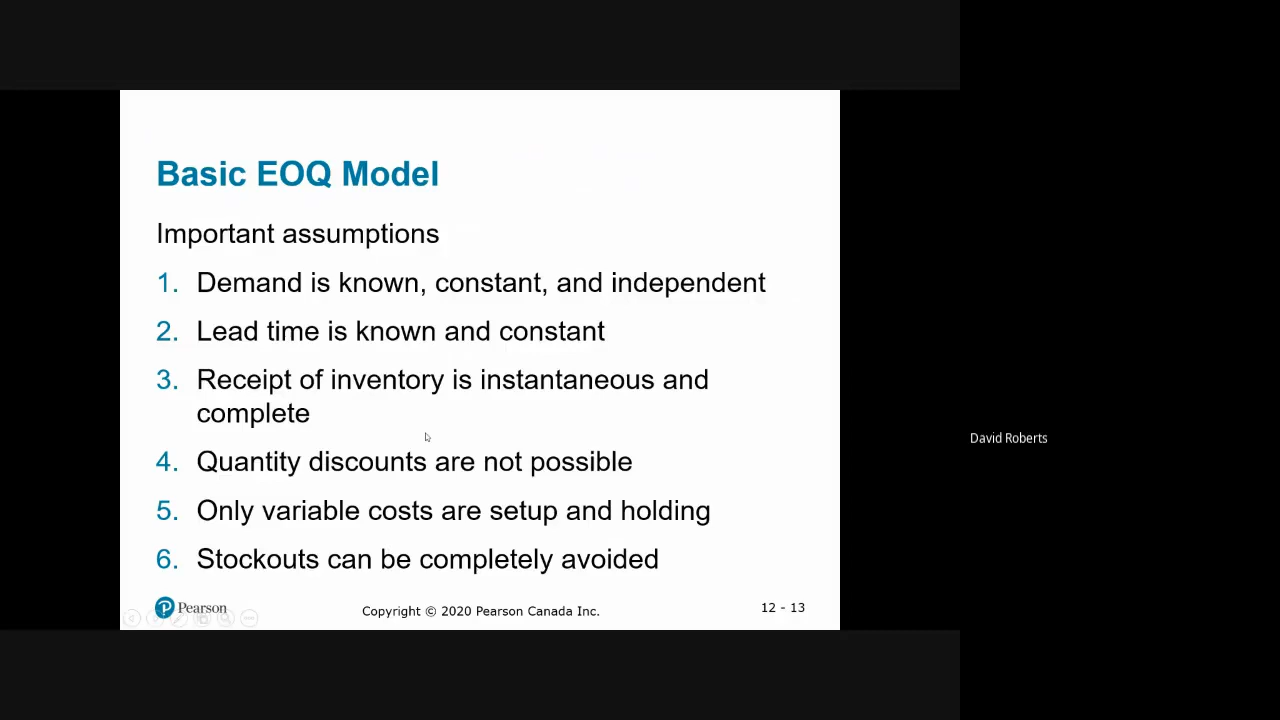 Basic EOQ Model
Important assumptions
1. Demand is known, constant, and independent
2. Lead time is known and constant
3. Receipt of inventory is instantaneous and
complete
4. Quantity discounts are not possible
5. Only variable costs are setup and holding
6. Stockouts can be completely avoided
P Pearson
Copyright © 2020 Pearson Canada Inc.
12 - 13
David Roberts